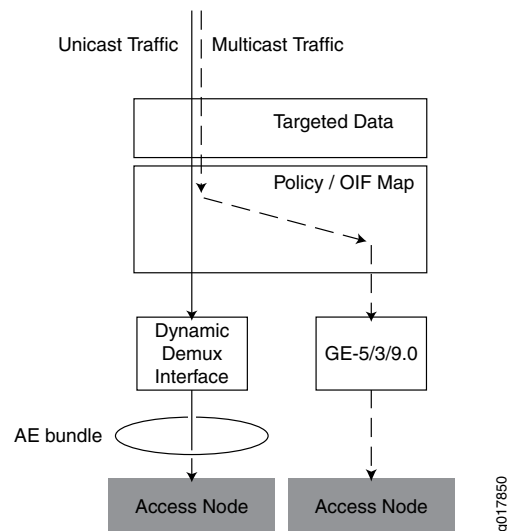 Unicast Traffic
Multicast Traffic
Targeted Data
Policy / OIF Map
Dynamic
Demux
Interface
GE-5/3/9.0
AE bundle
Access Node
Access Node
g017850